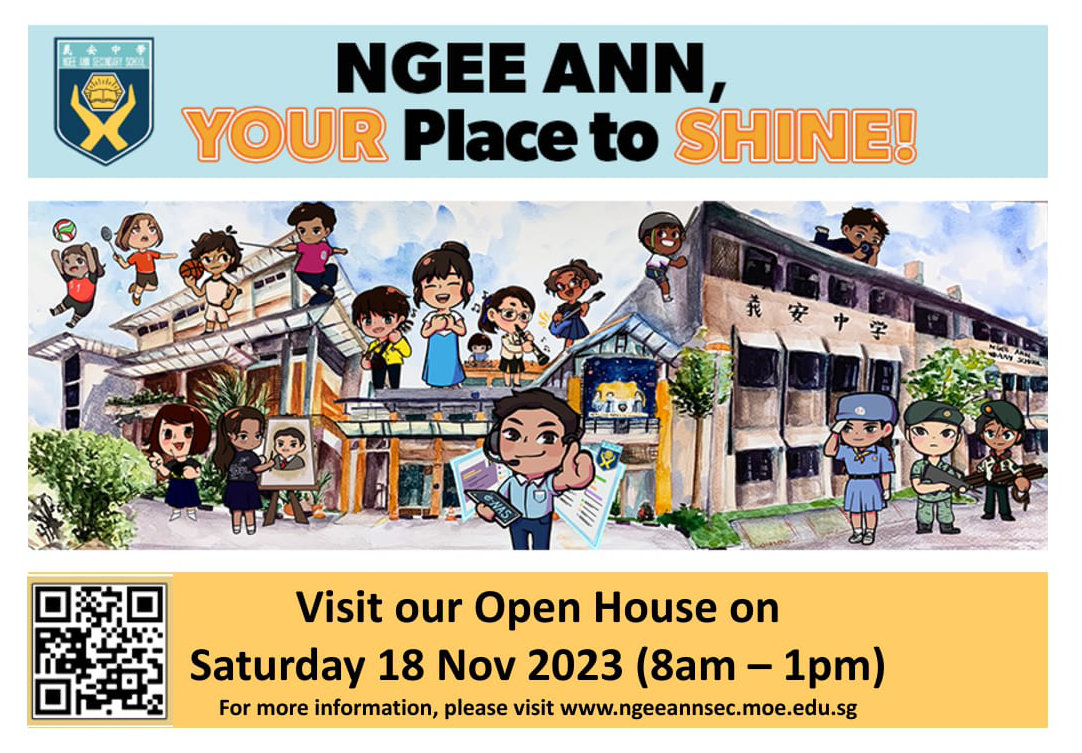 義安中學
NGEE ANN SECONDARY SCHOOL
NGEE ANN,
YOUR Place to SHINE!
義安中学
NGEE ANN
SCHOOL
NAS
Visit our Open House on
Saturday 18 Nov 2023 (8am – 1pm)
For more information, please visit www.ngeeannsec.moe.edu.sg